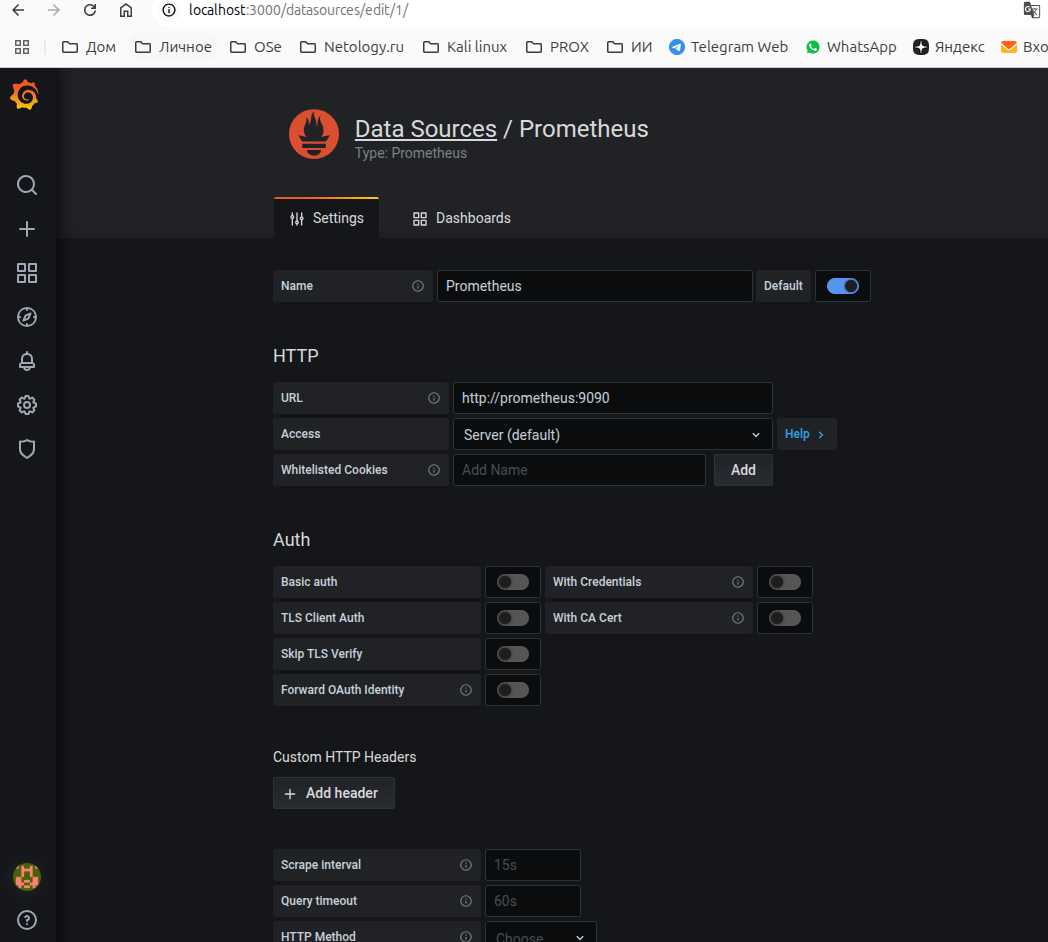 localhost:3000/datasources/edit/1/
Дом Личное OSe Netology.ru Kali linux PROX ИИ Telegram Web WhatsApp Яндекс Вхо
Data Sources / Prometheus
Type: Prometheus
Settings Dashboards
Name Prometheus Default
HTTP
URL http://prometheus:9090
Access Server (default) Help
Whitelisted Cookies Add Name Add
Auth
Basic auth With Credentials
TLS Client Auth With CA Cert
Skip TLS Verify
Forward OAuth Identity
Custom HTTP Headers
+ Add header
Scrape interval 15s
Query timeout 60s
HTTP Method Choose